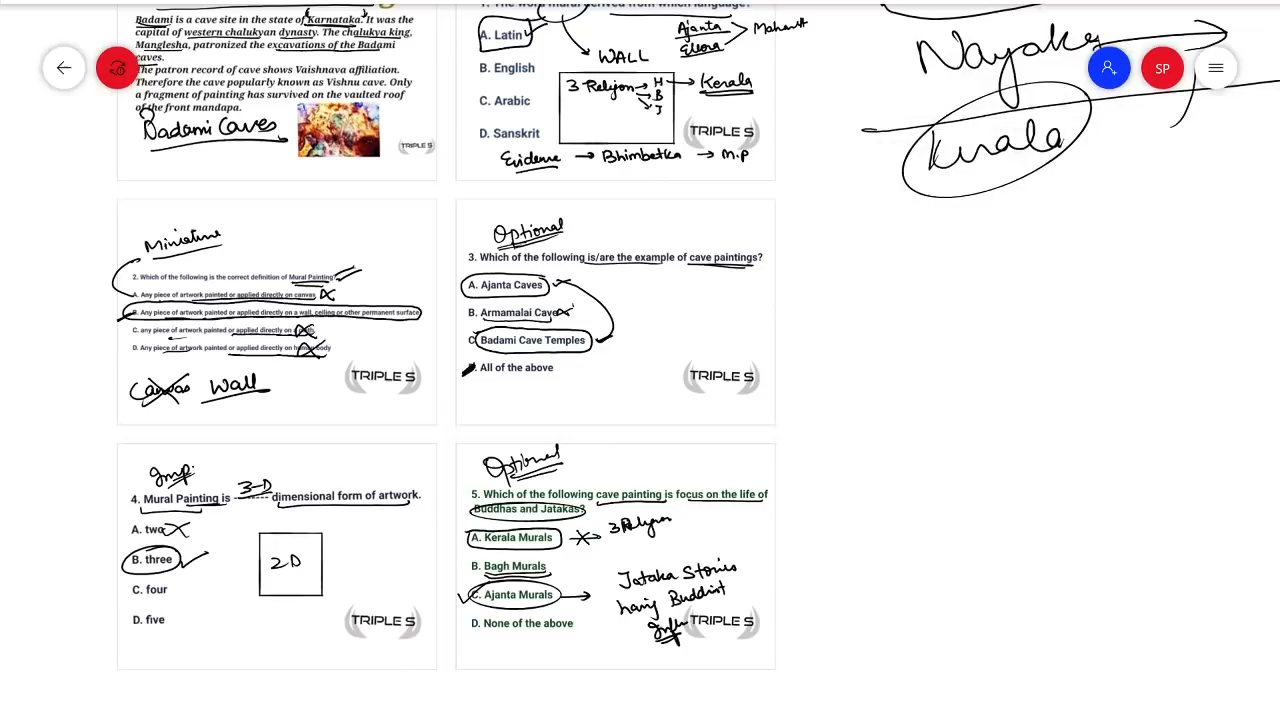 Badami is a cave site in the state of Karnataka. It was the
capital of western chalukyan dynasty. The chalukya king,
Manglesha, patronized the excavations of the Badami
caves.
The patron record of cave shows Vaishnava affiliation.
Therefore the cave popularly known as Vishnu cave. Only
a fragment of painting has survived on the vaulted roof
of the front mandapa.
Badami Caves
TRIPLE S
A. Latin
B. English
C. Arabic
D. Sanskrit
Ajanta
Ellora
WALL
3 Religion → H → Kerala
B
J
TRIPLE S
Evidence → Bhimbetka → M.P
Nayaka
SP
Kerala
Miniature
2. Which of the following is the correct definition of Mural Painting?
A. Any piece of artwork painted or applied directly on canvas
B. Any piece of artwork painted or applied directly on a wall, ceiling or other permanent surface
C. any piece of artwork painted or applied directly on
D. Any piece of artwork painted or applied directly on human body
Canvas Wall
TRIPLE S
Optional
3. Which of the following is/are the example of cave paintings?
A. Ajanta Caves
B. Armamalai Cave
C. Badami Cave Temples
. All of the above
TRIPLE S
Imp.
3-D
4. Mural Painting is -------- dimensional form of artwork.
A. two
B. three
C. four
D. five
2D
TRIPLE S
Optional
5. Which of the following cave painting is focus on the life of
Buddhas and Jatakas?
A. Kerala Murals
3 Religion
B. Bagh Murals
C. Ajanta Murals
D. None of the above
Jataka Stories
having Buddist
TRIPLE S